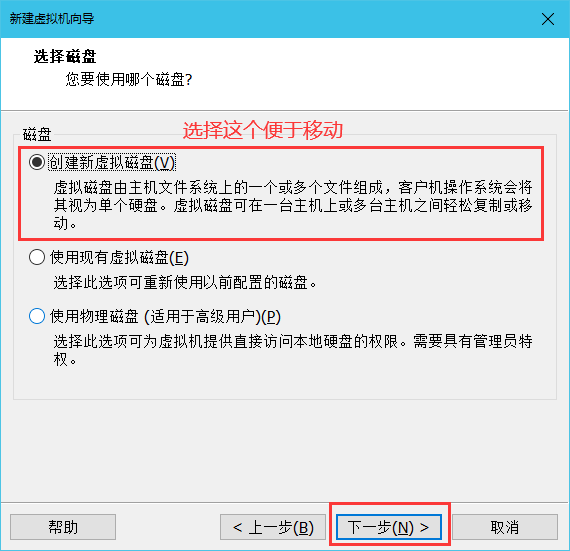 新建虚拟机向导
选择磁盘
您要使用哪个磁盘?
磁盘
选择这个便于移动
创建新虚拟磁盘(V)
虚拟磁盘由主机文件系统上的一个或多个文件组成，客户机操作系统会将
其视为单个硬盘。虚拟磁盘可在一台主机上或多台主机之间轻松复制或移
动。
使用现有虚拟磁盘(E)
选择此选项可重新使用以前配置的磁盘。
使用物理磁盘 (适用于高级用户)(P)
选择此选项可为虚拟机提供直接访问本地硬盘的权限。需要具有管理员特
权。
帮助
< 上一步(B)
下一步(N) >
取消